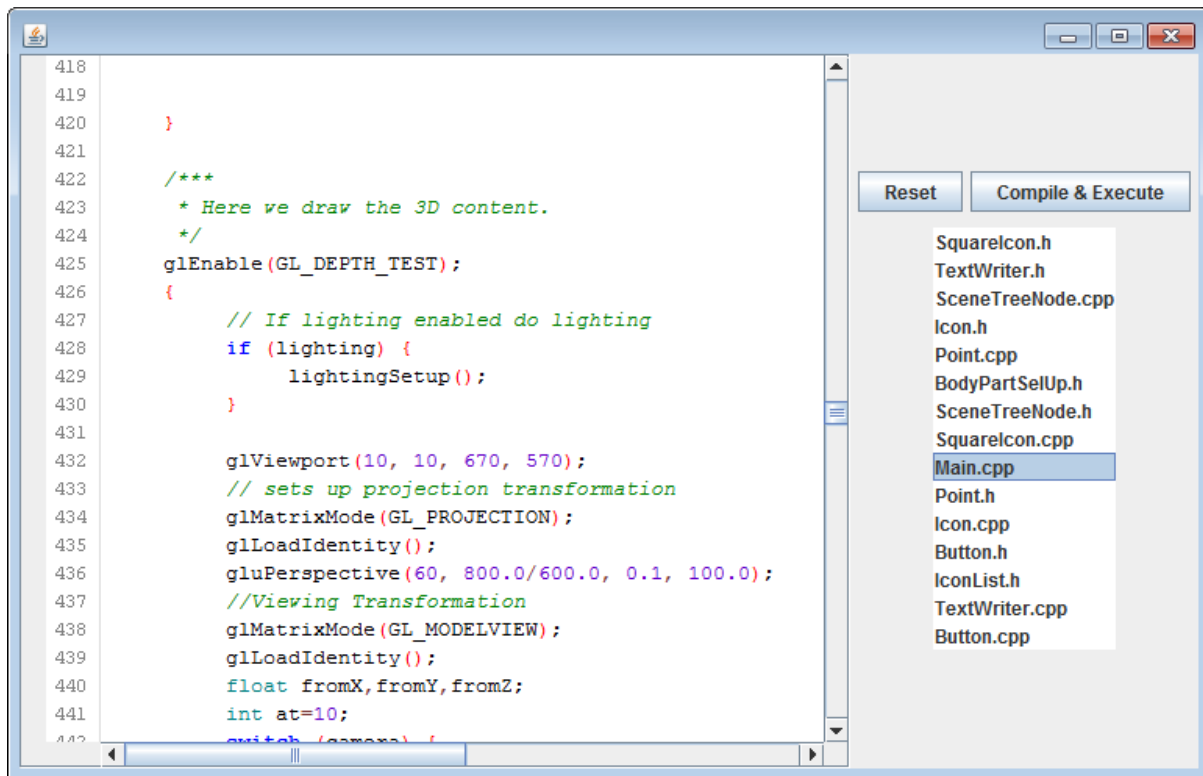 418
419
420 }
421
422 /***
423 * Here we draw the 3D content.
424 */
425 glEnable(GL_DEPTH_TEST);
426 {
427 // If lighting enabled do lighting
428 if (lighting) {
429 lightingSetup();
430 }
431
432 glViewport(10, 10, 670, 570);
433 // sets up projection transformation
434 glMatrixMode(GL_PROJECTION);
435 glLoadIdentity();
436 gluPerspective(60, 800.0/600.0, 0.1, 100.0);
437 //Viewing Transformation
438 glMatrixMode(GL_MODELVIEW);
439 glLoadIdentity();
440 float fromX,fromY,fromZ;
441 int at=10;
442 switch (camera) {
Reset
Compile & Execute
SquareIcon.h
TextWriter.h
SceneTreeNode.cpp
Icon.h
Point.cpp
BodyPartSelUp.h
SceneTreeNode.h
SquareIcon.cpp
Main.cpp
Point.h
Icon.cpp
Button.h
IconList.h
TextWriter.cpp
Button.cpp